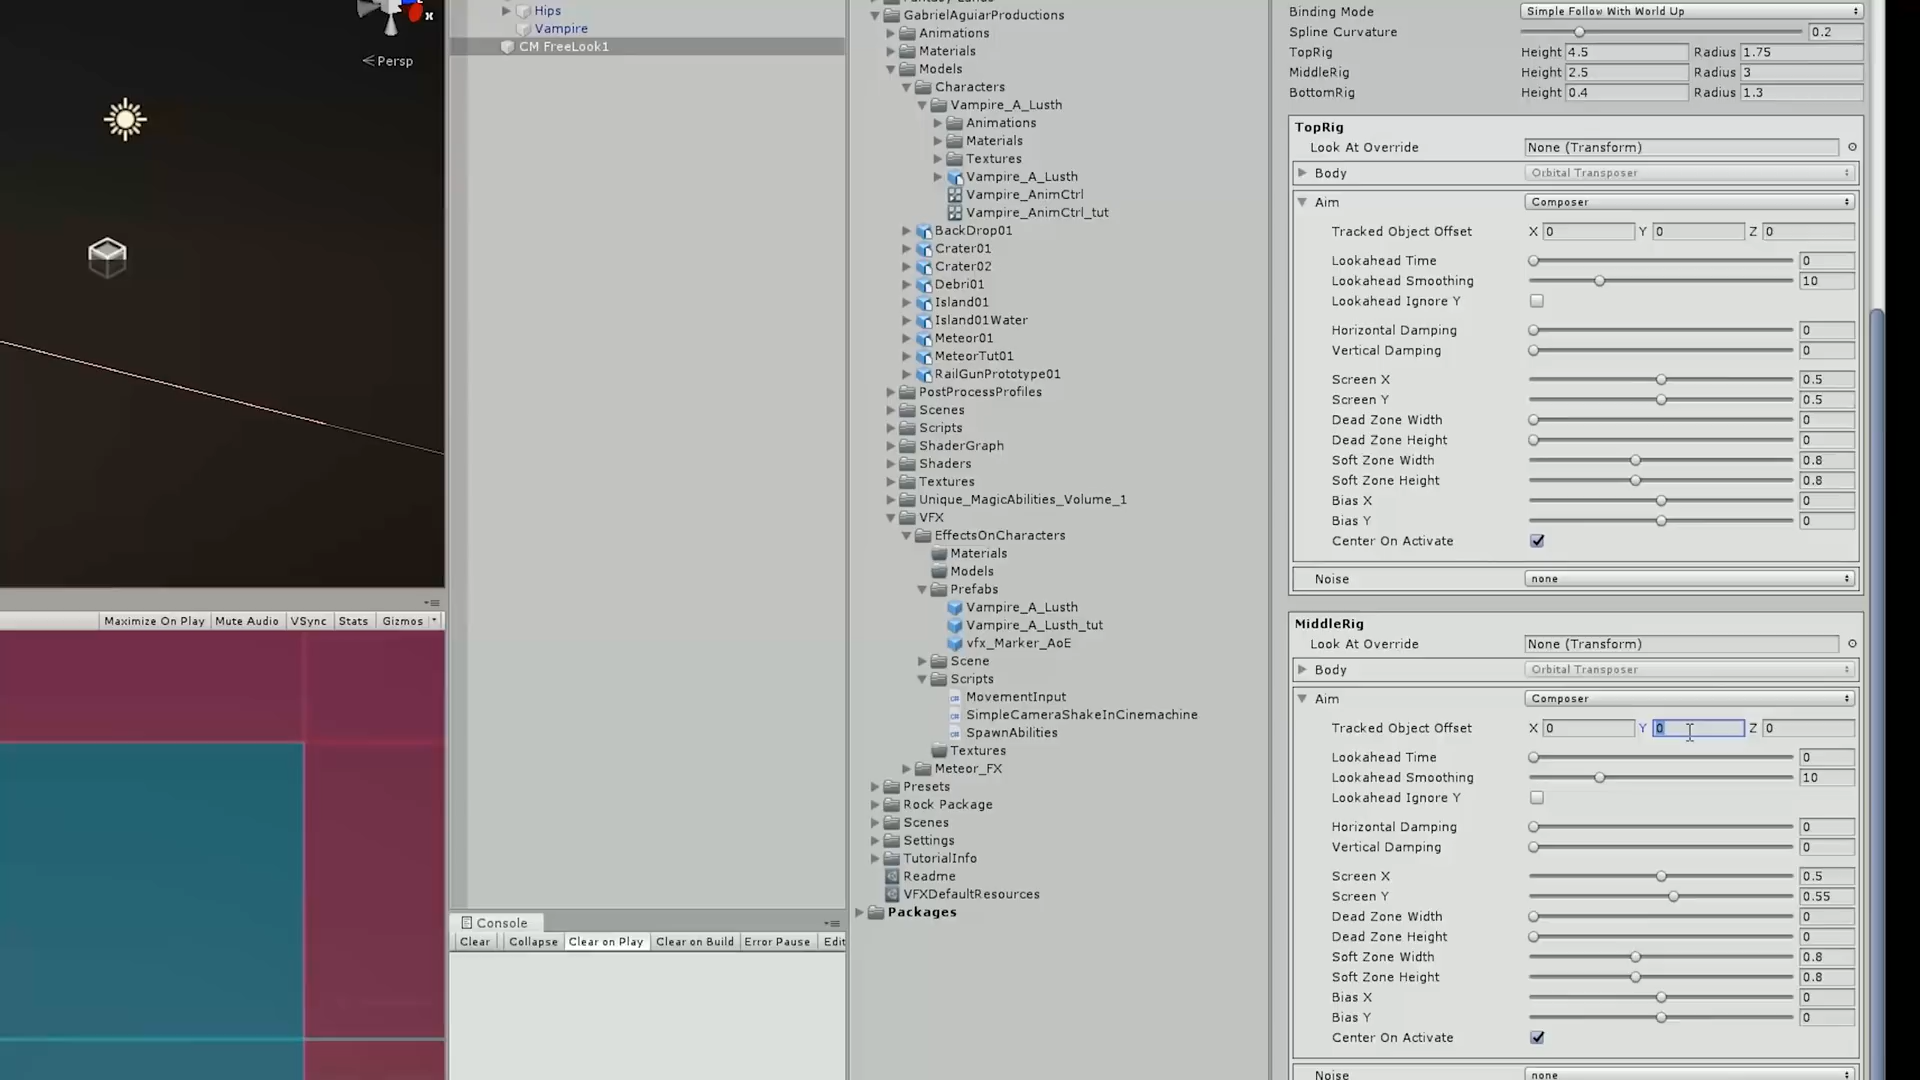 x
< Persp
Maximize On Play Mute Audio VSync Stats Gizmos
Hips
Vampire
CM FreeLook1
Console
Clear Collapse Clear on Play Clear on Build Error Pause Edit
GabrielAguiarProductions
Animations
Materials
Models
Characters
Vampire_A_Lusth
Animations
Materials
Textures
Vampire_A_Lusth
Vampire_AnimCtrl
Vampire_AnimCtrl_tut
BackDrop01
Crater01
Crater02
Debri01
Island01
Island01Water
Meteor01
MeteorTut01
RailGunPrototype01
PostProcessProfiles
Scenes
Scripts
ShaderGraph
Shaders
Textures
Unique_MagicAbilities_Volume_1
VFX
EffectsOnCharacters
Materials
Models
Prefabs
Vampire_A_Lusth
Vampire_A_Lusth_tut
vfx_Marker_AoE
Scene
Scripts
MovementInput
SimpleCameraShakeInCinemachine
SpawnAbilities
Textures
Meteor_FX
Presets
Rock Package
Scenes
Settings
TutorialInfo
Readme
VFXDefaultResources
Packages
Binding Mode Simple Follow With World Up
Spline Curvature 0.2
TopRig Height 4.5 Radius 1.75
MiddleRig Height 2.5 Radius 3
BottomRig Height 0.4 Radius 1.3
TopRig
Look At Override None (Transform)
Body Orbital Transposer
Aim Composer
Tracked Object Offset X 0 Y 0 Z 0
Lookahead Time 0
Lookahead Smoothing 10
Lookahead Ignore Y
Horizontal Damping 0
Vertical Damping 0
Screen X 0.5
Screen Y 0.5
Dead Zone Width 0
Dead Zone Height 0
Soft Zone Width 0.8
Soft Zone Height 0.8
Bias X 0
Bias Y 0
Center On Activate
Noise none
MiddleRig
Look At Override None (Transform)
Body Orbital Transposer
Aim Composer
Tracked Object Offset X 0 Y 0 Z 0
Lookahead Time 0
Lookahead Smoothing 10
Lookahead Ignore Y
Horizontal Damping 0
Vertical Damping 0
Screen X 0.5
Screen Y 0.55
Dead Zone Width 0
Dead Zone Height 0
Soft Zone Width 0.8
Soft Zone Height 0.8
Bias X 0
Bias Y 0
Center On Activate
Noise none